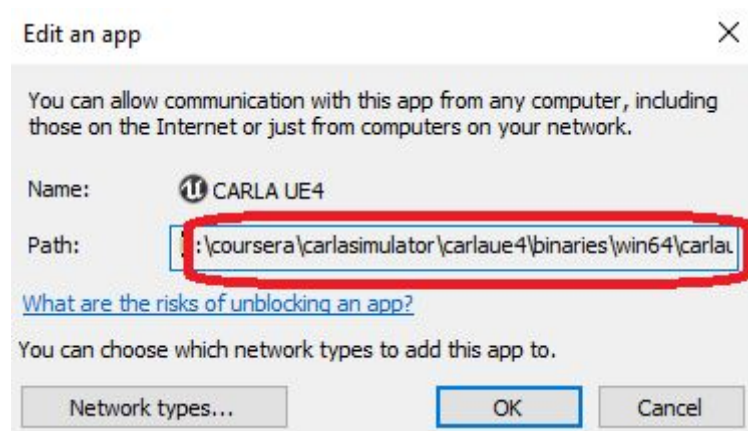 Edit an app
You can allow communication with this app from any computer, including
those on the Internet or just from computers on your network.
Name: CARLA UE4
Path: :\coursera\carlasimulator\carlaue4\binaries\win64\carlau
What are the risks of unblocking an app?
You can choose which network types to add this app to.
Network types... OK Cancel